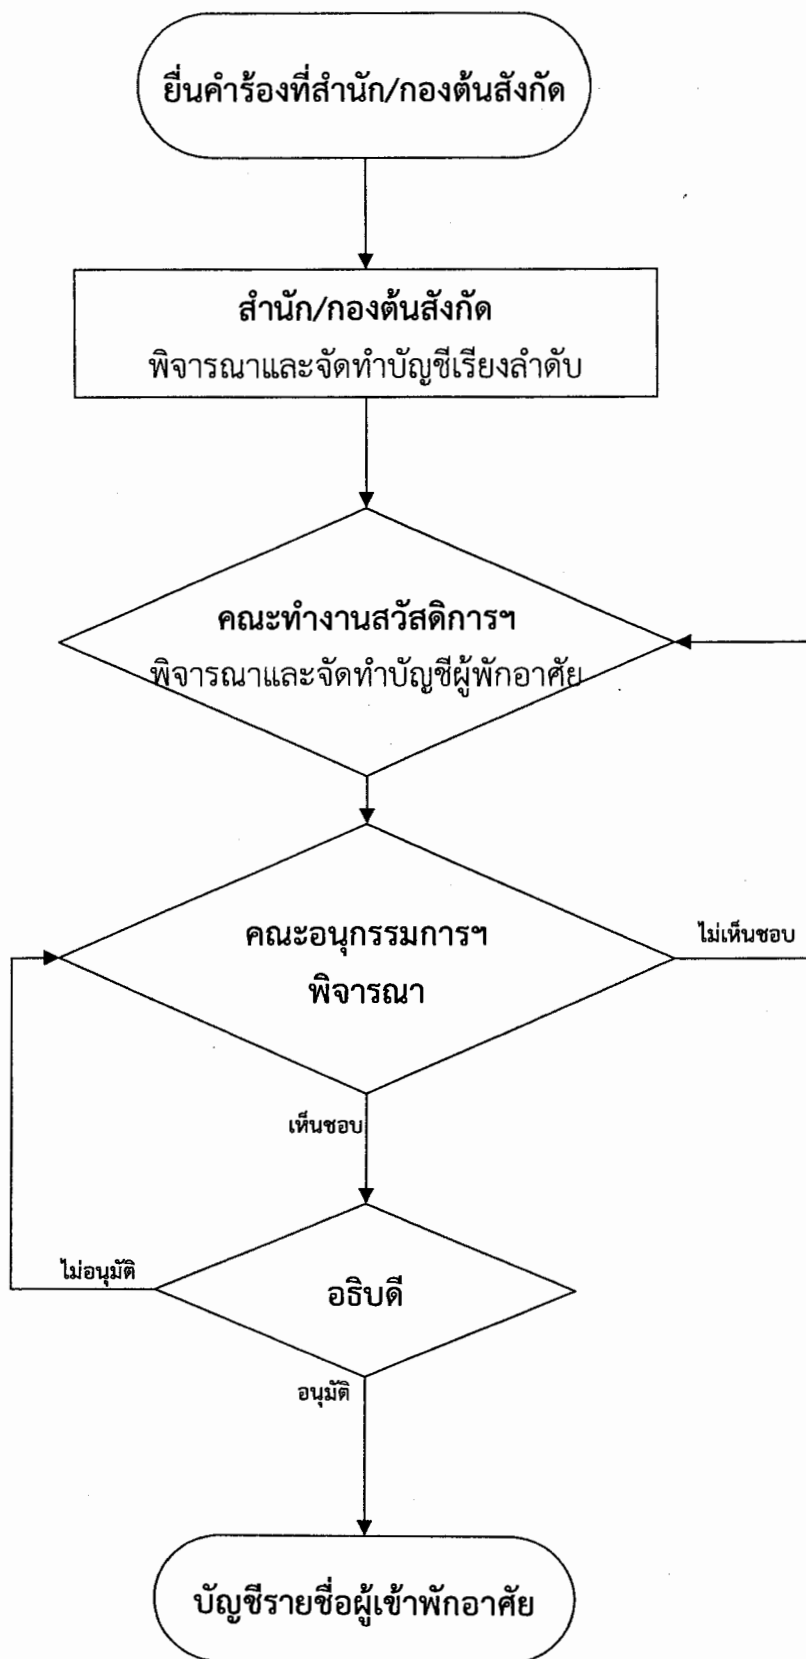 ยื่นคำร้องที่สำนัก/กองต้นสังกัด
สำนัก/กองต้นสังกัด
พิจารณาและจัดทำบัญชีเรียงลำดับ
คณะทำงานสวัสดิการฯ
พิจารณาและจัดทำบัญชีผู้พักอาศัย
คณะอนุกรรมการฯ
พิจารณา
ไม่เห็นชอบ
เห็นชอบ
ไม่อนุมัติ
อธิบดี
อนุมัติ
บัญชีรายชื่อผู้เข้าพักอาศัย